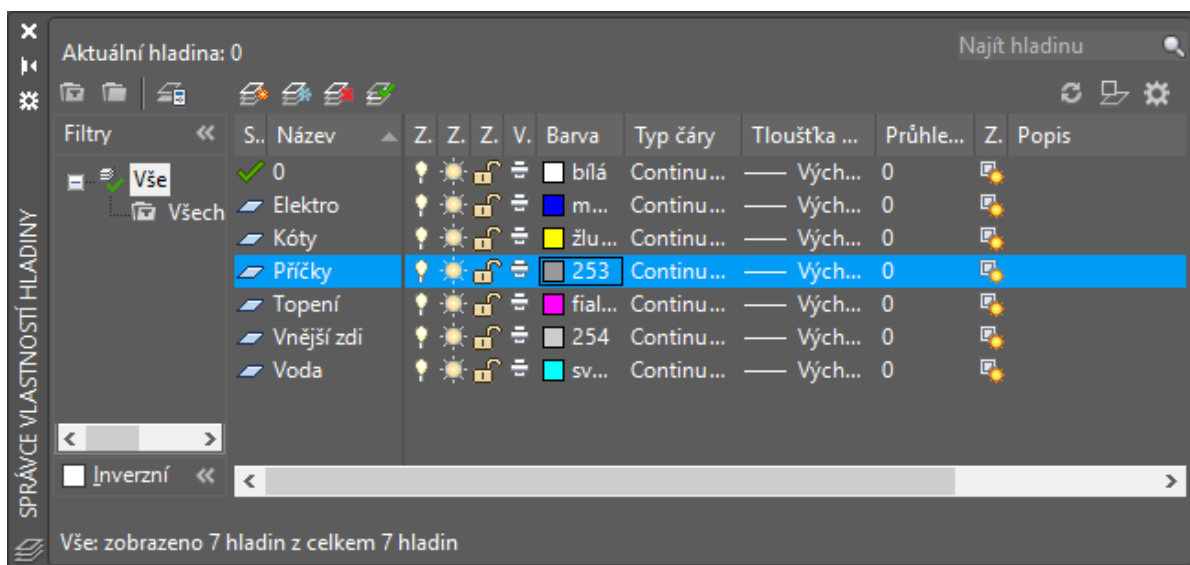 Aktuální hladina: 0
Najít hladinu
Filtry
S.. Název Z. Z. Z. V. Barva Typ čáry Tloušťka ... Průhle... Z. Popis
Vše
Všech
0 bílá Continu... Vých... 0
Elektro m... Continu... Vých... 0
Kóty žlu... Continu... Vých... 0
Příčky 253 Continu... Vých... 0
Topení fial... Continu... Vých... 0
Vnější zdi 254 Continu... Vých... 0
Voda sv... Continu... Vých... 0
Inverzní
Vše: zobrazeno 7 hladin z celkem 7 hladin
SPRÁVCE VLASTNOSTÍ HLADINY